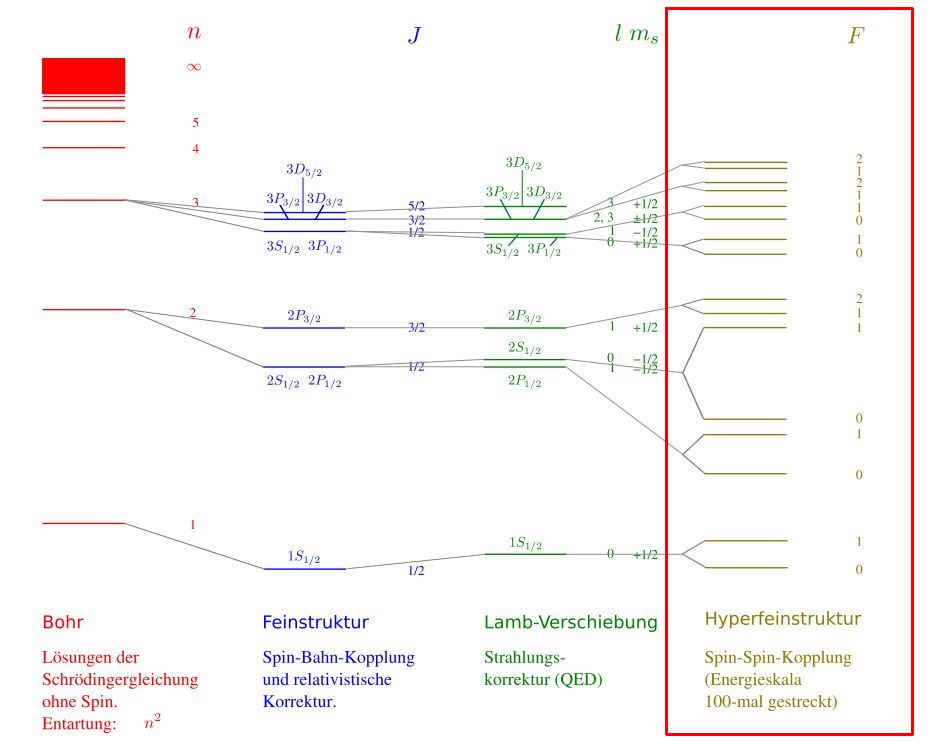 n J l m_s F
∞
5
4
3D_{5/2} 3D_{5/2} 2
1
3P_{3/2} 3D_{3/2} 3P_{3/2} 3D_{3/2} 2
3 5/2 3 +1/2 1
3/2 2, 3 ±1/2 1
1/2 1 −1/2 0
3S_{1/2} 3P_{1/2} 3S_{1/2} 3P_{1/2} 0 +1/2 1
0
2 2P_{3/2} 2P_{3/2} 2
1
3/2 1 +1/2 1
2S_{1/2} 0 −1/2
1/2 1 −1/2
2S_{1/2} 2P_{1/2} 2P_{1/2}
0
1
0
1
1S_{1/2} 1S_{1/2} 0 +1/2 1
1/2 0
Bohr
Lösungen der
Schrödingergleichung
ohne Spin.
Entartung: n^2
Feinstruktur
Spin-Bahn-Kopplung
und relativistische
Korrektur.
Lamb-Verschiebung
Strahlungs-
korrektur (QED)
Hyperfeinstruktur
Spin-Spin-Kopplung
(Energieskala
100-mal gestreckt)